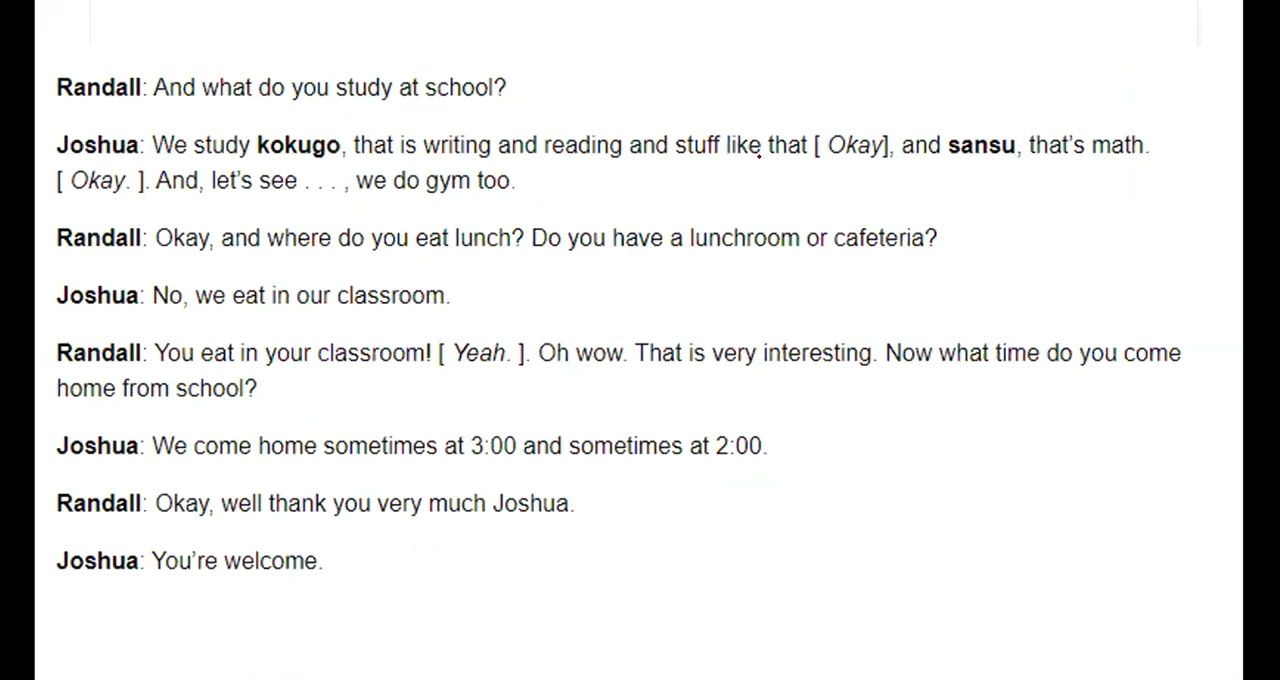 Randall: And what do you study at school?
Joshua: We study kokugo, that is writing and reading and stuff like that [ Okay], and sansu, that's math.
[ Okay. ]. And, let's see . . . , we do gym too.
Randall: Okay, and where do you eat lunch? Do you have a lunchroom or cafeteria?
Joshua: No, we eat in our classroom.
Randall: You eat in your classroom! [ Yeah. ]. Oh wow. That is very interesting. Now what time do you come
home from school?
Joshua: We come home sometimes at 3:00 and sometimes at 2:00.
Randall: Okay, well thank you very much Joshua.
Joshua: You're welcome.